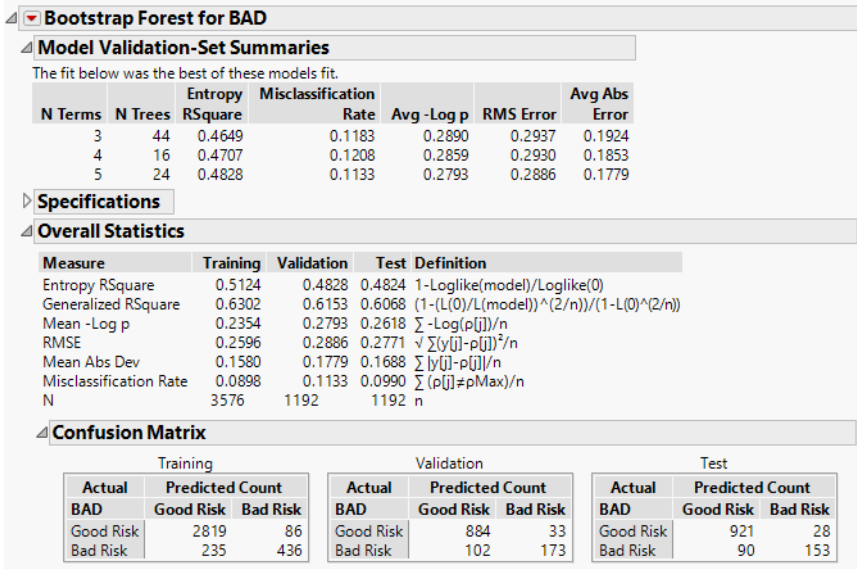 Bootstrap Forest for BAD
Model Validation-Set Summaries
The fit below was the best of these models fit.
Entropy Misclassification Avg Abs
N Terms N Trees RSquare Rate Avg -Log p RMS Error Error
3 44 0.4649 0.1183 0.2890 0.2937 0.1924
4 16 0.4707 0.1208 0.2859 0.2930 0.1853
5 24 0.4828 0.1133 0.2793 0.2886 0.1779
Specifications
Overall Statistics
Measure Training Validation Test Definition
Entropy RSquare 0.5124 0.4828 0.4824 1-Loglike(model)/Loglike(0)
Generalized RSquare 0.6302 0.6153 0.6068 (1-(L(0)/L(model))^(2/n))/(1-L(0)^(2/n))
Mean -Log p 0.2354 0.2793 0.2618 ∑ -Log(ρ[j])/n
RMSE 0.2596 0.2886 0.2771 √ ∑(y[j]-ρ[j])²/n
Mean Abs Dev 0.1580 0.1779 0.1688 ∑ |y[j]-ρ[j]|/n
Misclassification Rate 0.0898 0.1133 0.0990 ∑ (ρ[j]≠ρMax)/n
N 3576 1192 1192 n
Confusion Matrix
Training Validation Test
Actual Predicted Count Actual Predicted Count Actual Predicted Count
BAD Good Risk Bad Risk BAD Good Risk Bad Risk BAD Good Risk Bad Risk
Good Risk 2819 86 Good Risk 884 33 Good Risk 921 28
Bad Risk 235 436 Bad Risk 102 173 Bad Risk 90 153